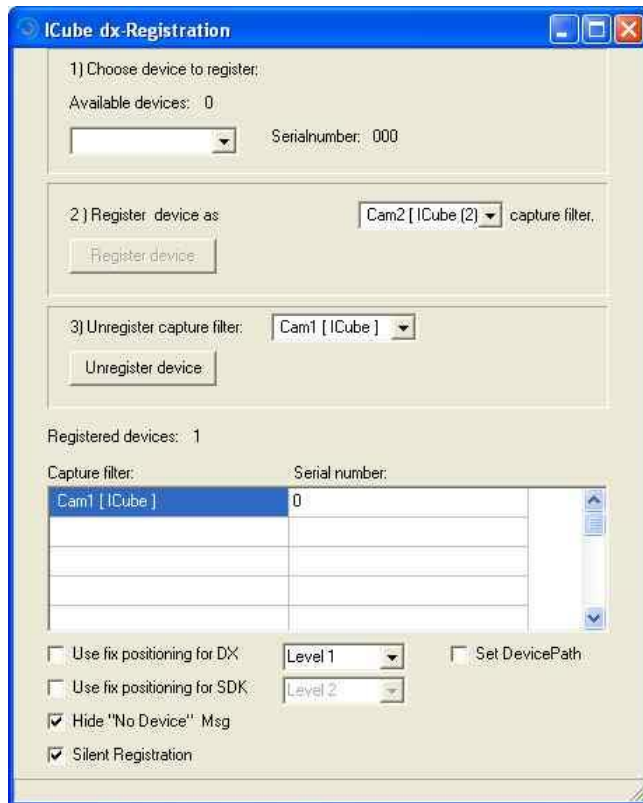 ICube dx-Registration
1) Choose device to register:
Available devices: 0
Serialnumber: 000
2 ) Register device as Cam2 [ ICube (2) capture filter.
Register device
3) Unregister capture filter: Cam1 [ ICube ]
Unregister device
Registered devices: 1
Capture filter: Serial number:
Cam1 [ ICube ] 0
Use fix positioning for DX Level 1 Set DevicePath
Use fix positioning for SDK Level 2
Hide "No Device" Msg
Silent Registration